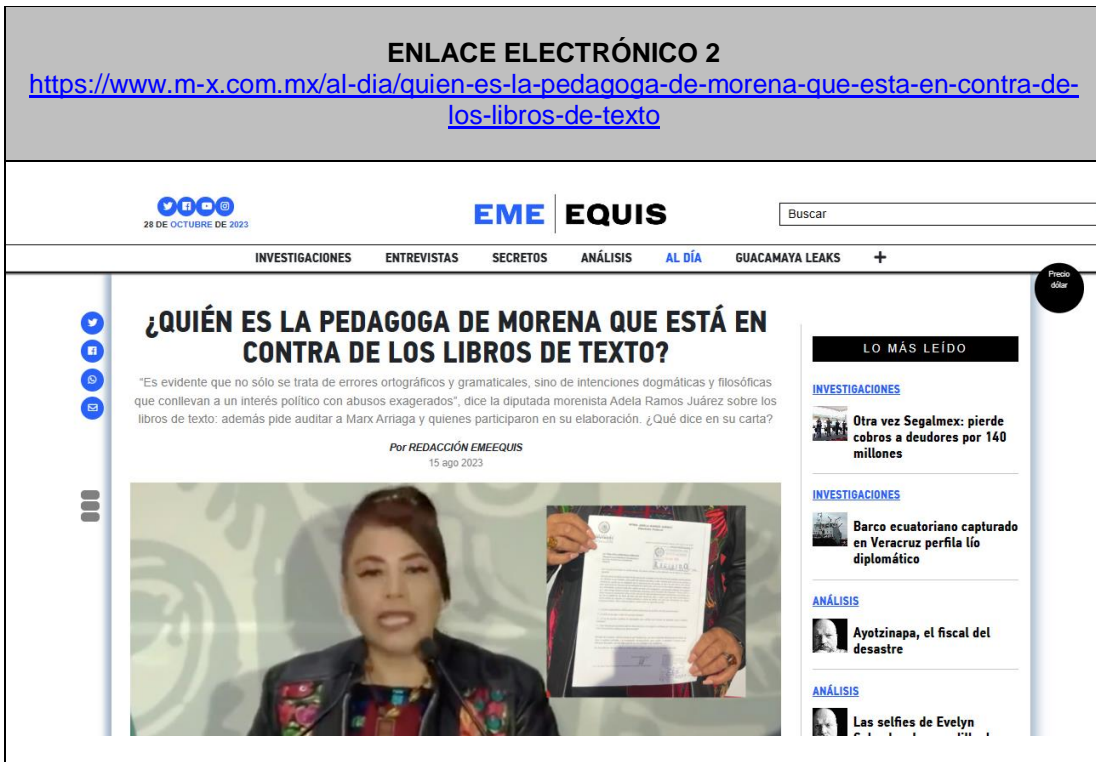 ENLACE ELECTRÓNICO 2
https://www.m-x.com.mx/al-dia/quien-es-la-pedagoga-de-morena-que-esta-en-contra-de-
los-libros-de-texto
28 DE OCTUBRE DE 2023
EME EQUIS
Buscar
INVESTIGACIONES ENTREVISTAS SECRETOS ANÁLISIS AL DÍA GUACAMAYA LEAKS +
Precio
dólar
¿QUIÉN ES LA PEDAGOGA DE MORENA QUE ESTÁ EN
CONTRA DE LOS LIBROS DE TEXTO?
“Es evidente que no sólo se trata de errores ortográficos y gramaticales, sino de intenciones dogmáticas y filosóficas
que conllevan a un interés político con abusos exagerados”, dice la diputada morenista Adela Ramos Juárez sobre los
libros de texto: además pide auditar a Marx Arriaga y quienes participaron en su elaboración. ¿Qué dice en su carta?
Por REDACCIÓN EMEEQUIS
15 ago 2023
LO MÁS LEÍDO
INVESTIGACIONES
Otra vez Segalmex: pierde
cobros a deudores por 140
millones
INVESTIGACIONES
Barco ecuatoriano capturado
en Veracruz perfila lío
diplomático
ANÁLISIS
Ayotzinapa, el fiscal del
desastre
ANÁLISIS
Las selfies de Evelyn